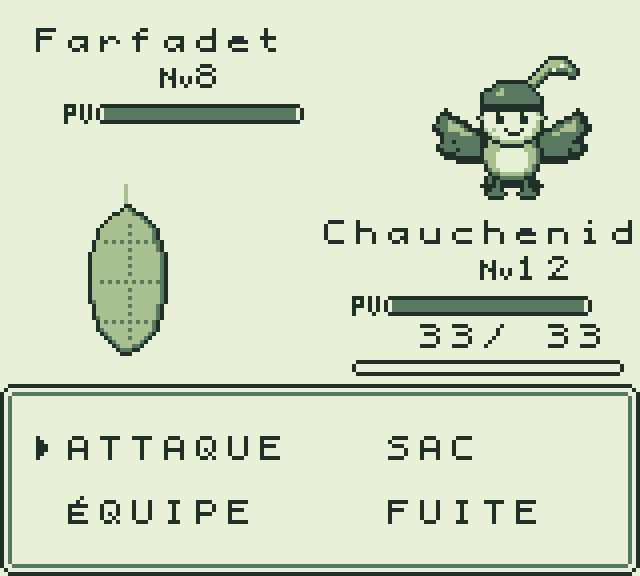 Farfadet
Nv8
PV
Chauchenid
Nv12
PV
33/ 33
ATTAQUE SAC
ÉQUIPE FUITE